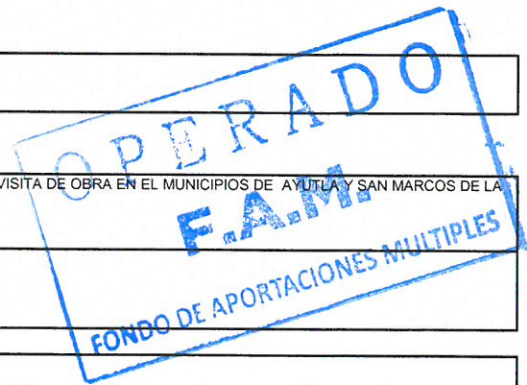 OPERADO
VISITA DE OBRA EN EL MUNICIPIOS DE AYUTLA Y SAN MARCOS DE LA
F.A.M.
FONDO DE APORTACIONES MULTIPLES